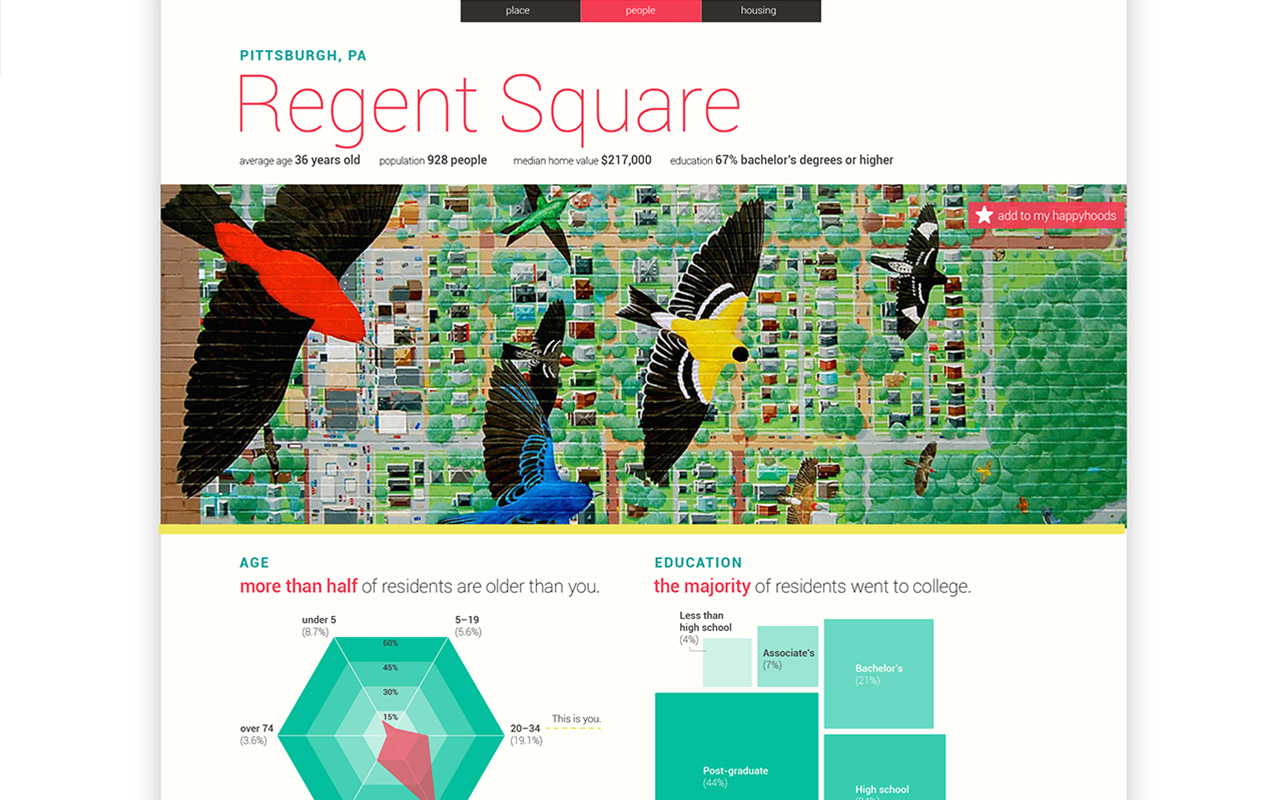 place people housing
PITTSBURGH, PA
Regent Square
average age 36 years old population 928 people median home value $217,000 education 67% bachelor's degrees or higher
add to my happyhoods
AGE
more than half of residents are older than you.
under 5
(8.7%)
5–19
(5.6%)
60%
45%
30%
15%
over 74
(3.6%)
20–34
(19.1%)
This is you.
EDUCATION
the majority of residents went to college.
Less than
high school
(4%)
Associate's
(7%)
Bachelor's
(21%)
Post-graduate
(44%)
High school